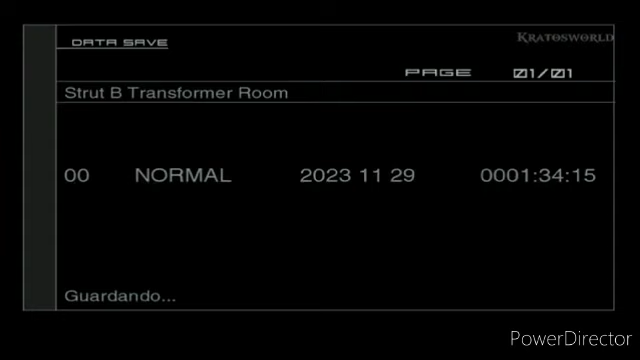 DATA SAVE
KRATOSWORLD
PAGE 01/01
Strut B Transformer Room
00 NORMAL 2023 11 29 0001:34:15
Guardando...
PowerDirector